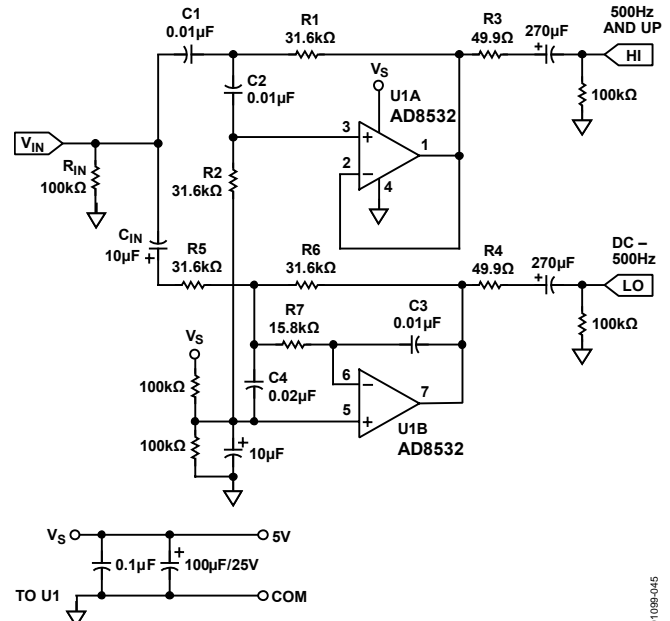 C1
0.01µF
R1
31.6kΩ
R3
49.9Ω
270µF
+
500Hz
AND UP
HI
100kΩ
C2
0.01µF
VS
U1A
AD8532
3
+
1
2
−
4
VIN
RIN
100kΩ
R2
31.6kΩ
CIN
10µF
+
R5
31.6kΩ
R6
31.6kΩ
R4
49.9Ω
270µF
+
DC –
500Hz
LO
100kΩ
R7
15.8kΩ
C3
0.01µF
VS
100kΩ
100kΩ
C4
0.02µF
6
−
7
5
+
U1B
AD8532
+
10µF
VS
5V
0.1µF
+
100µF/25V
TO U1
COM